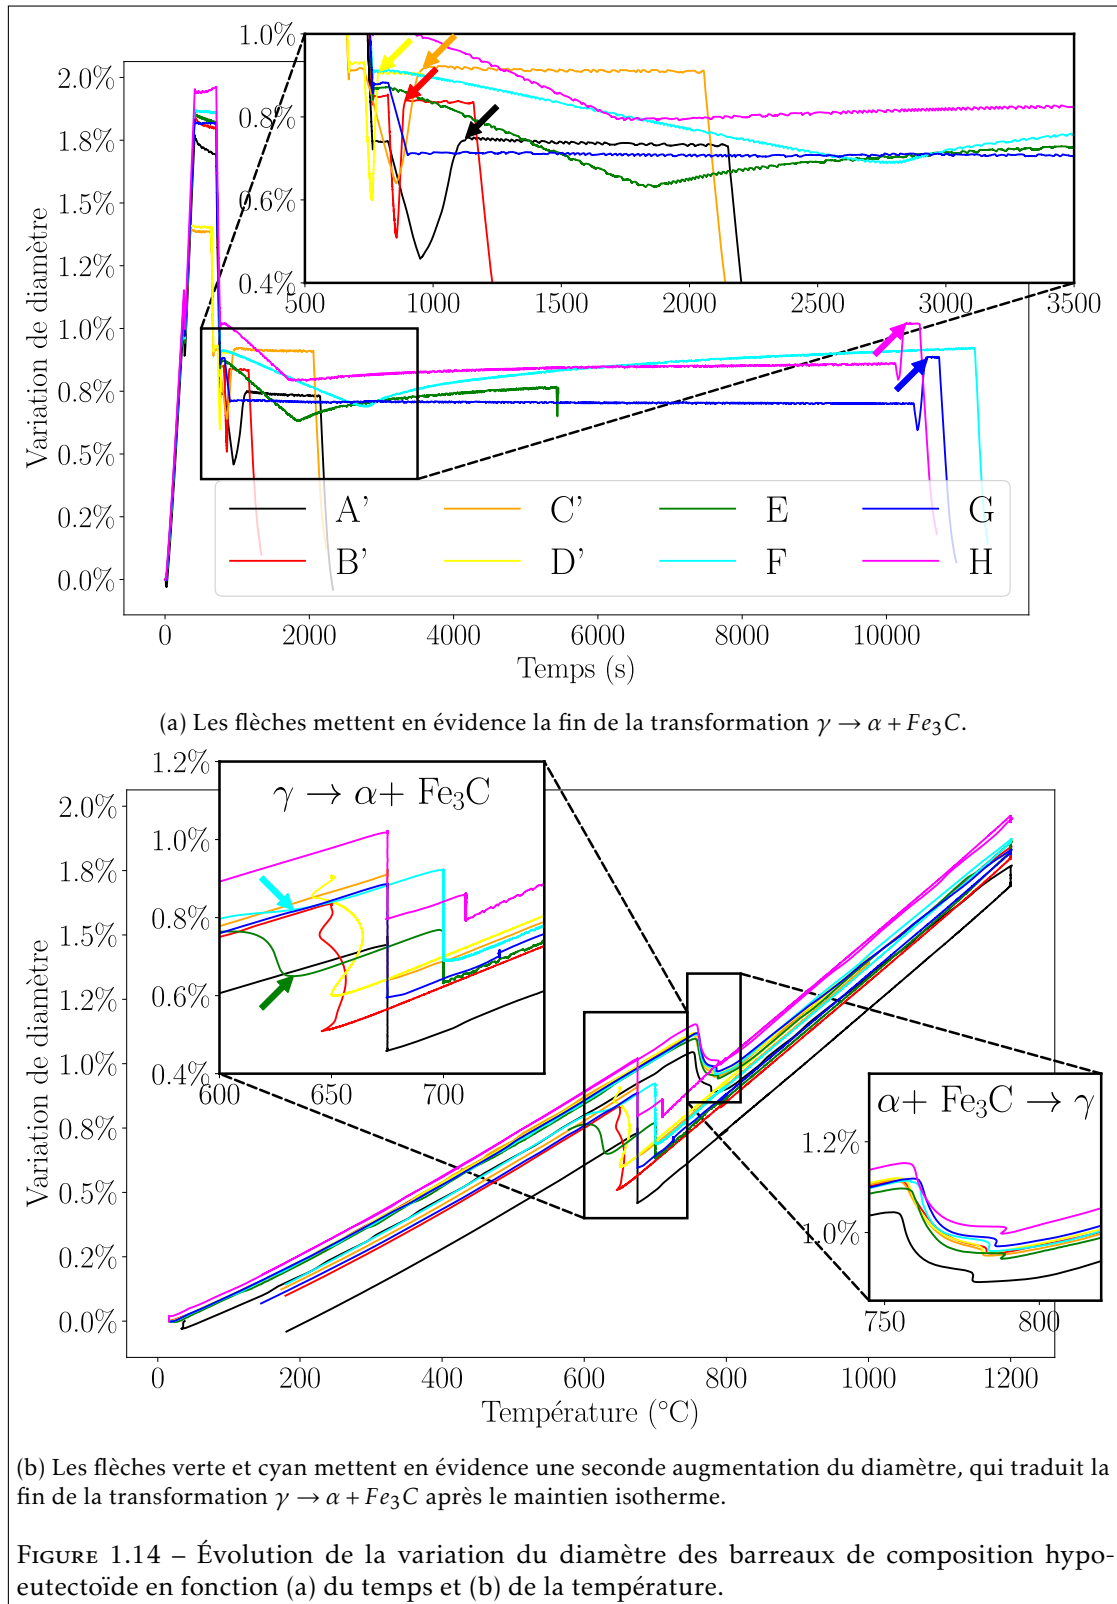 1.0%
0.8%
0.6%
0.4%
500
1000
1500
2000
2500
3000
3500
2.0%
1.8%
1.5%
1.2%
1.0%
0.8%
0.5%
0.2%
0.0%
Variation de diamètre
A'
C'
E
G
B'
D'
F
H
0
2000
4000
6000
8000
10000
Temps (s)
(a) Les flèches mettent en évidence la fin de la transformation γ → α + Fe₃C.
1.2%
γ → α+ Fe₃C
1.0%
0.8%
0.6%
0.4%
600
650
700
2.0%
1.8%
1.5%
1.2%
1.0%
0.8%
0.5%
0.2%
0.0%
Variation de diamètre
α+ Fe₃C → γ
1.2%
1.0%
750
800
0
200
400
600
800
1000
1200
Température (°C)
(b) Les flèches verte et cyan mettent en évidence une seconde augmentation du diamètre, qui traduit la
fin de la transformation γ → α + Fe₃C après le maintien isotherme.
Figure 1.14 – Évolution de la variation du diamètre des barreaux de composition hypo-
eutectoïde en fonction (a) du temps et (b) de la température.